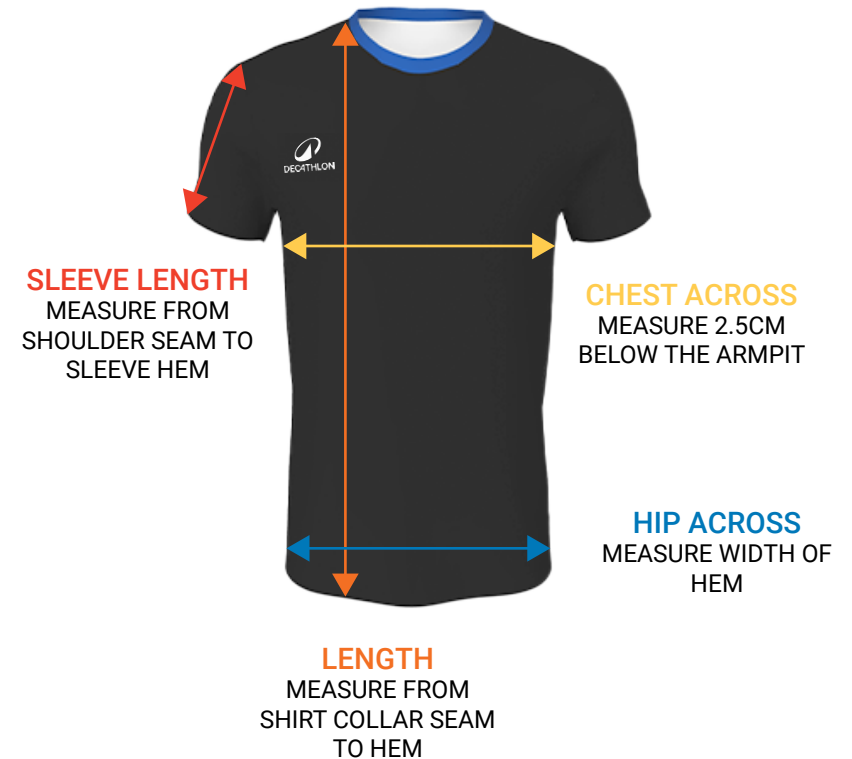 DECATHLON
SLEEVE LENGTH
MEASURE FROM
SHOULDER SEAM TO
SLEEVE HEM
CHEST ACROSS
MEASURE 2.5CM
BELOW THE ARMPIT
HIP ACROSS
MEASURE WIDTH OF
HEM
LENGTH
MEASURE FROM
SHIRT COLLAR SEAM
TO HEM